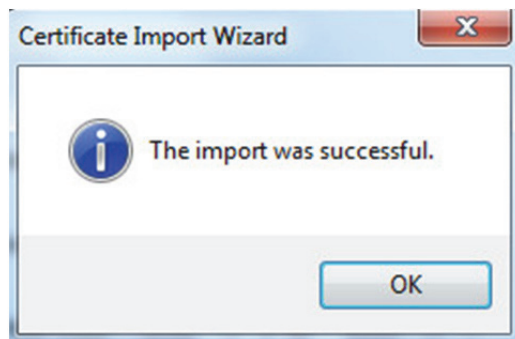 Certificate Import Wizard
The import was successful.
OK